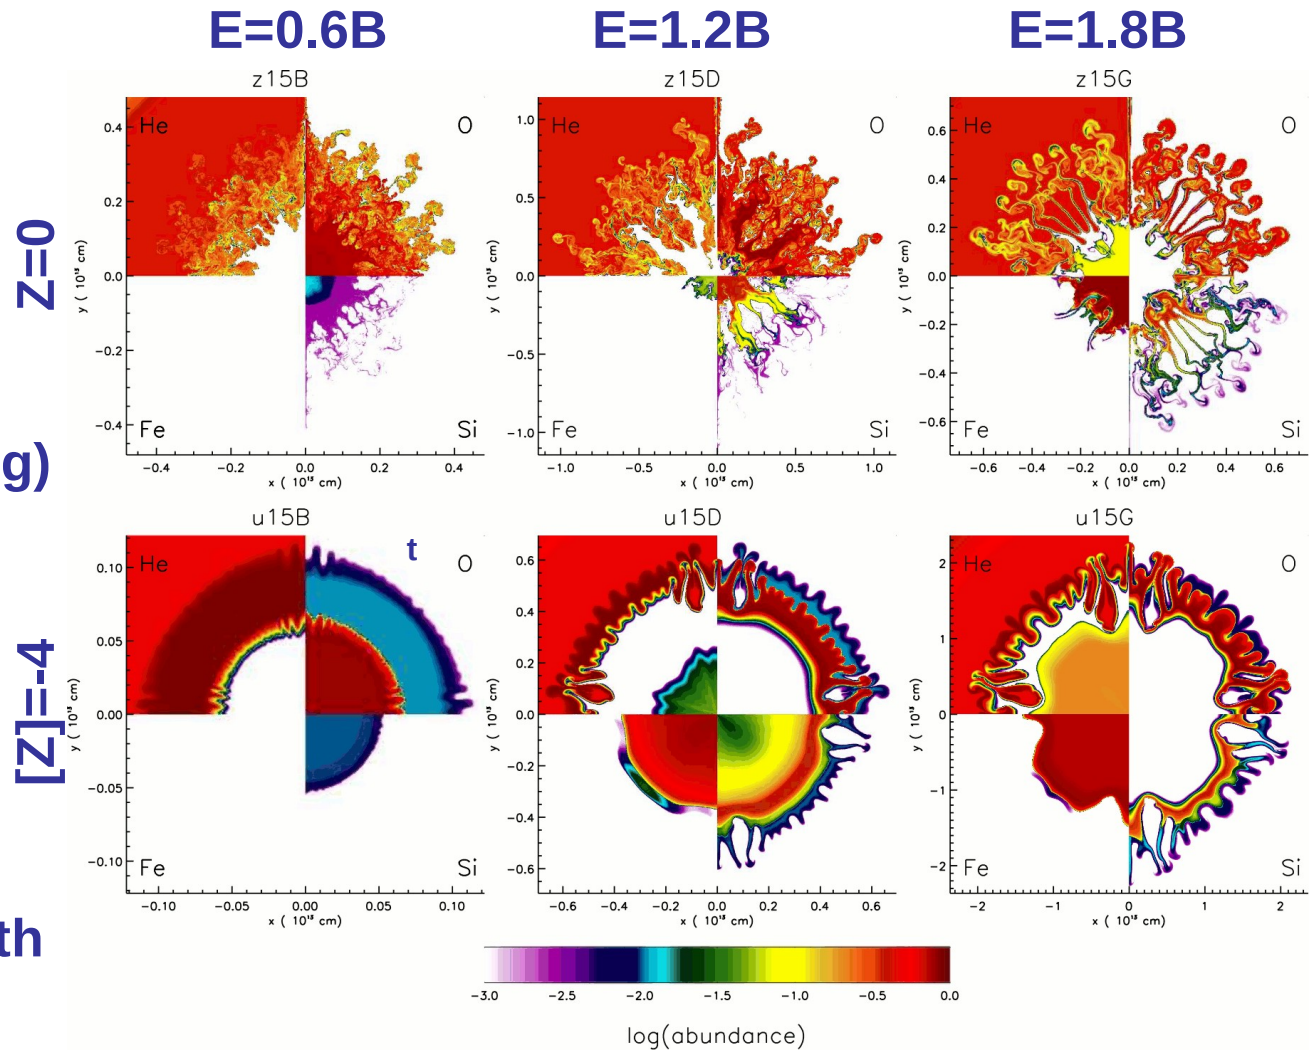 E=0.6B E=1.2B E=1.8B
z15B z15D z15G
Z=0
He O
Fe Si
0.4
0.2
0.0
−0.2
−0.4
y ( 10¹³ cm)
−0.4 −0.2 0.0 0.2 0.4
x ( 10¹³ cm)
He O
Fe Si
1.0
0.5
0.0
−0.5
−1.0
y ( 10¹³ cm)
−1.0 −0.5 0.0 0.5 1.0
x ( 10¹³ cm)
He O
Fe Si
0.6
0.4
0.2
0.0
−0.2
−0.4
−0.6
y ( 10¹³ cm)
−0.6 −0.4 −0.2 0.0 0.2 0.4 0.6
x ( 10¹³ cm)
g)
u15B u15D u15G
[Z]=-4
t
He O
Fe Si
0.10
0.05
0.00
−0.05
−0.10
y ( 10¹³ cm)
−0.10 −0.05 0.00 0.05 0.10
x ( 10¹³ cm)
0.6
0.4
0.2
0.0
−0.2
−0.4
−0.6
y ( 10¹³ cm)
−0.6 −0.4 −0.2 0.0 0.2 0.4 0.6
x ( 10¹³ cm)
He O
Fe Si
2
1
0
−1
−2
y ( 10¹³ cm)
−2 −1 0 1 2
x ( 10¹³ cm)
th
−3.0 −2.5 −2.0 −1.5 −1.0 −0.5 0.0
log(abundance)